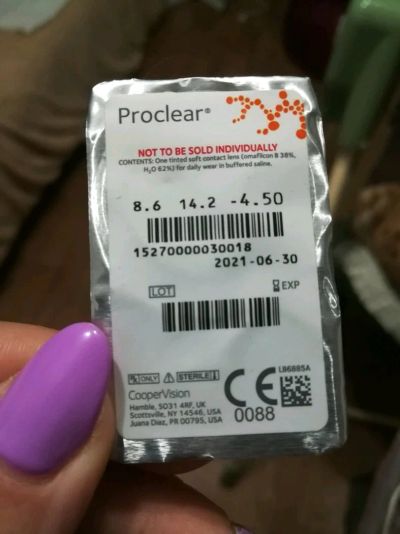 Proclear®
NOT TO BE SOLD INDIVIDUALLY
CONTENTS: One tinted soft contact lens (omafilcon B 38%,
H₂O 62%) for daily wear in buffered saline.
8.6 14.2 -4.50
15270000030018
2021-06-30
LOT EXP
℞ ONLY STERILE
CooperVision
Hamble, SO31 4RF, UK
Scottsville, NY 14546, USA
Juana Diaz, PR 00795, USA
CE
0088
LB6885A